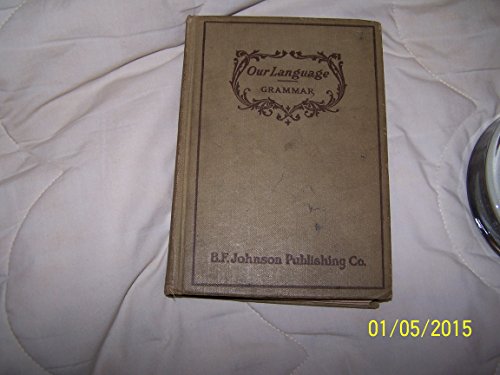 Our Language
GRAMMAR
B.F. Johnson Publishing Co.
01/05/2015